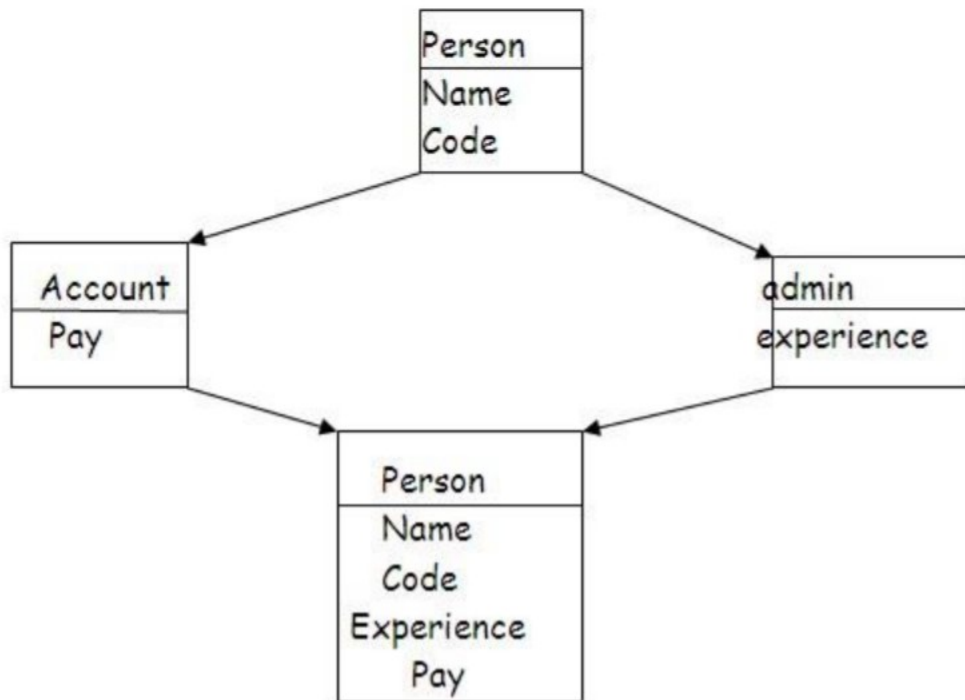 Person
Name
Code
Account
Pay
admin
experience
Person
Name
Code
Experience
Pay